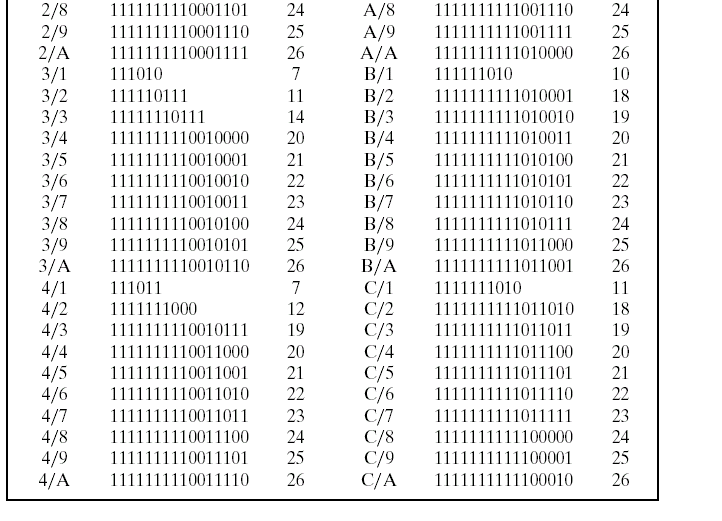 2/8 1111111110001101 24 A/8 1111111111001110 24
2/9 1111111110001110 25 A/9 1111111111001111 25
2/A 1111111110001111 26 A/A 1111111111010000 26
3/1 111010 7 B/1 111111010 10
3/2 111110111 11 B/2 1111111111010001 18
3/3 11111110111 14 B/3 1111111111010010 19
3/4 1111111110010000 20 B/4 1111111111010011 20
3/5 1111111110010001 21 B/5 1111111111010100 21
3/6 1111111110010010 22 B/6 1111111111010101 22
3/7 1111111110010011 23 B/7 1111111111010110 23
3/8 1111111110010100 24 B/8 1111111111010111 24
3/9 1111111110010101 25 B/9 1111111111011000 25
3/A 1111111110010110 26 B/A 1111111111011001 26
4/1 111011 7 C/1 1111111010 11
4/2 1111111000 12 C/2 1111111111011010 18
4/3 1111111110010111 19 C/3 1111111111011011 19
4/4 1111111110011000 20 C/4 1111111111011100 20
4/5 1111111110011001 21 C/5 1111111111011101 21
4/6 1111111110011010 22 C/6 1111111111011110 22
4/7 1111111110011011 23 C/7 1111111111011111 23
4/8 1111111110011100 24 C/8 1111111111100000 24
4/9 1111111110011101 25 C/9 1111111111100001 25
4/A 1111111110011110 26 C/A 1111111111100010 26